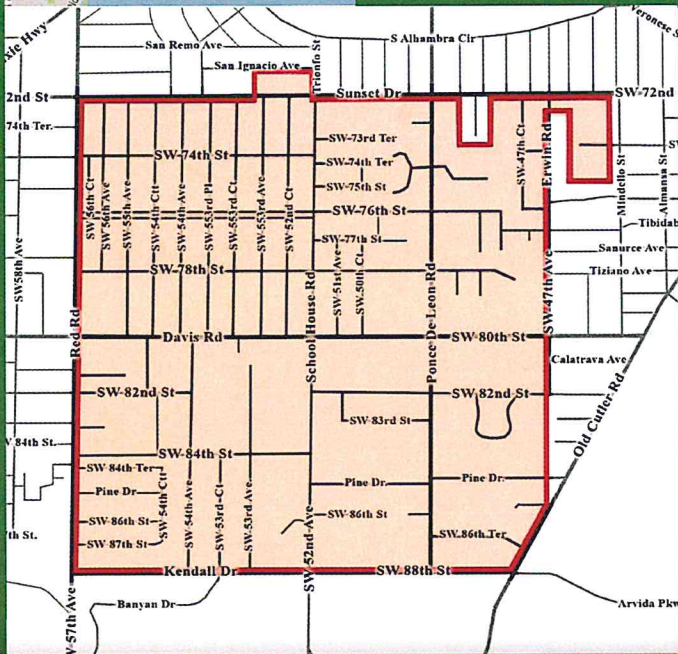 Veronese S
ixie Hwy
San Remo Ave
S Alhambra Cir
San Ignacio Ave
Trionfo St
2nd St
Sunset Dr
SW 72nd
74th Ter.
SW 73rd Ter
SW 74th St
SW 74th Ter
SW 75th St
SW 47th Ct
Erwin Rd
SW 56th Ct
SW 56th Ave
SW 55th Ave
SW 54th Ctt
SW 54th Ave
SW 553rd Pl
SW 553rd Ct
SW 553rd Ave
SW 52nd Ct
Mindello St
Almansa St
SW 76th St
SW 77th St
Tibidab
Sanurce Ave
Tiziano Ave
SW 58th Ave
SW 78th St
SW 51st Ave
SW 50th Ct
School House Rd
Ponce De Leon Rd
SW 47th Ave
Red Rd
Davis Rd
SW 80th St
Calatrava Ave
Old Cutler Rd
SW 82nd St
SW 82nd St
SW 83rd St
W 84th St.
SW 84th St
SW 84th Ter
Pine Dr
Pine Dr.
Pine Dr.
SW 86th St
SW 87th St
SW 54th Ctt
SW 54th Ave
SW 53rd Ct
SW 53rd Ave
SW 86th St
SW 86th Ter
7th St.
SW 52nd Ave
Kendall Dr
SW 88th St
W 57th Ave
Banyan Dr
Arvida Pkw